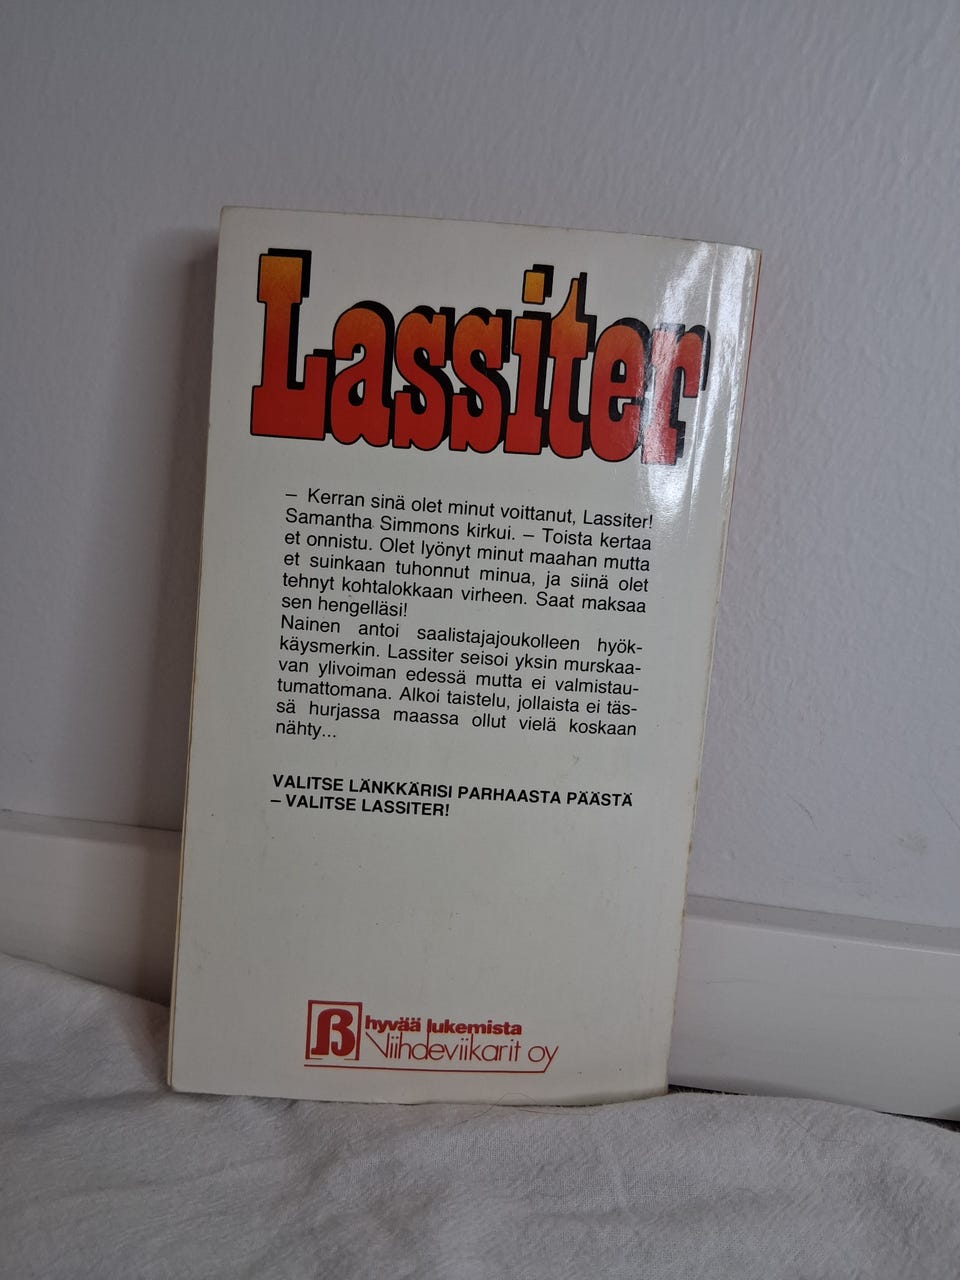 Lassiter
– Kerran sinä olet minut voittanut, Lassiter!
Samantha Simmons kirkui. – Toista kertaa
et onnistu. Olet lyönyt minut maahan mutta
et suinkaan tuhonnut minua, ja siinä olet
tehnyt kohtalokkaan virheen. Saat maksaa
sen hengelläsi!
Nainen antoi saalistajajoukolleen hyök-
käysmerkin. Lassiter seisoi yksin murskaa-
van ylivoiman edessä mutta ei valmistau-
tumattomana. Alkoi taistelu, jollaista ei täs-
sä hurjassa maassa ollut vielä koskaan
nähty...
VALITSE LÄNKKÄRISI PARHAASTA PÄÄSTÄ
– VALITSE LASSITER!
hyvää lukemista
Viihdeviikarit oy